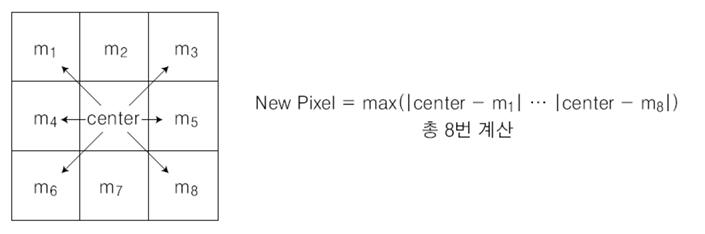 m₁ m₂ m₃
m₄ center m₅
m₆ m₇ m₈
New Pixel = max(|center − m₁| ⋯ |center − m₈|)
총 8번 계산